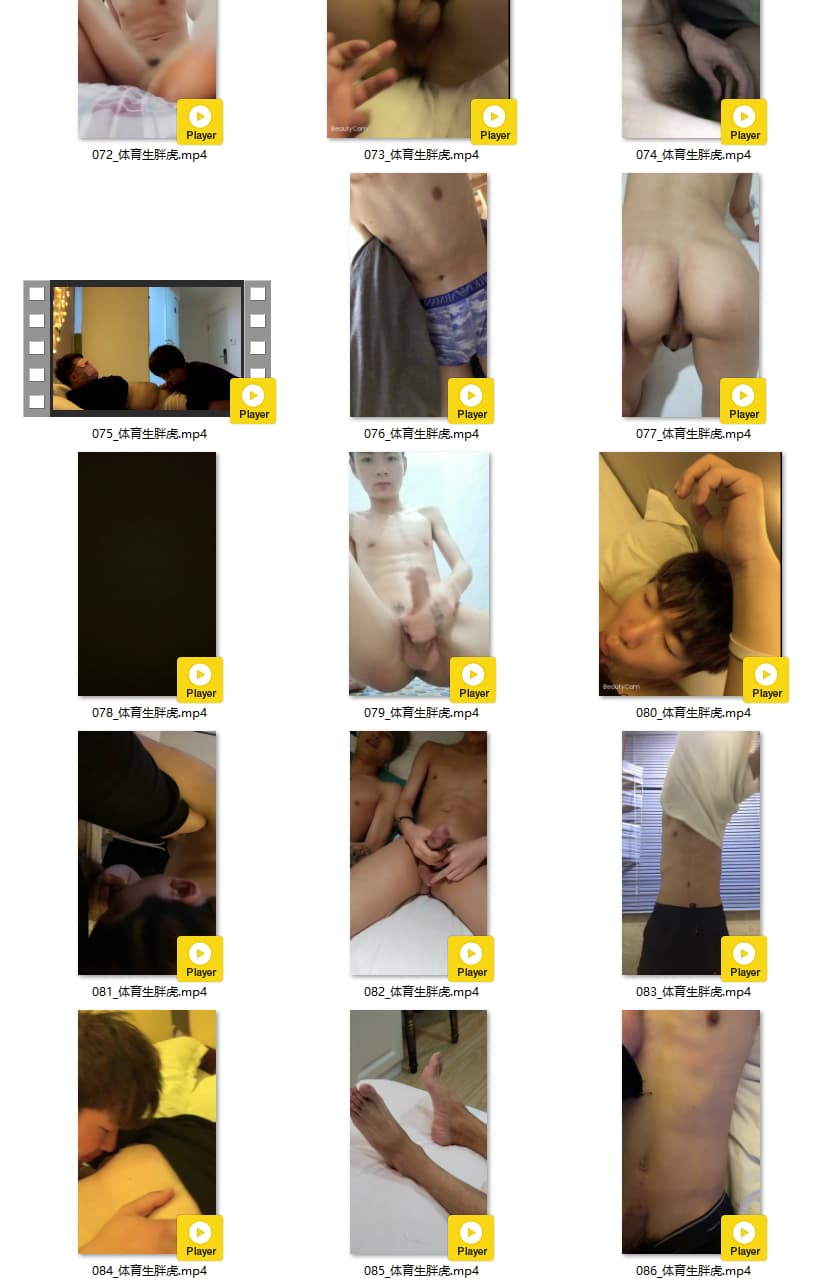 Player
Player
Player
072_体育生胖虎.mp4
073_体育生胖虎.mp4
074_体育生胖虎.mp4
BeautyCam
Player
Player
Player
075_体育生胖虎.mp4
076_体育生胖虎.mp4
077_体育生胖虎.mp4
Player
Player
Player
078_体育生胖虎.mp4
079_体育生胖虎.mp4
080_体育生胖虎.mp4
BeautyCam
Player
Player
Player
081_体育生胖虎.mp4
082_体育生胖虎.mp4
083_体育生胖虎.mp4
Player
Player
Player
084_体育生胖虎.mp4
085_体育生胖虎.mp4
086_体育生胖虎.mp4